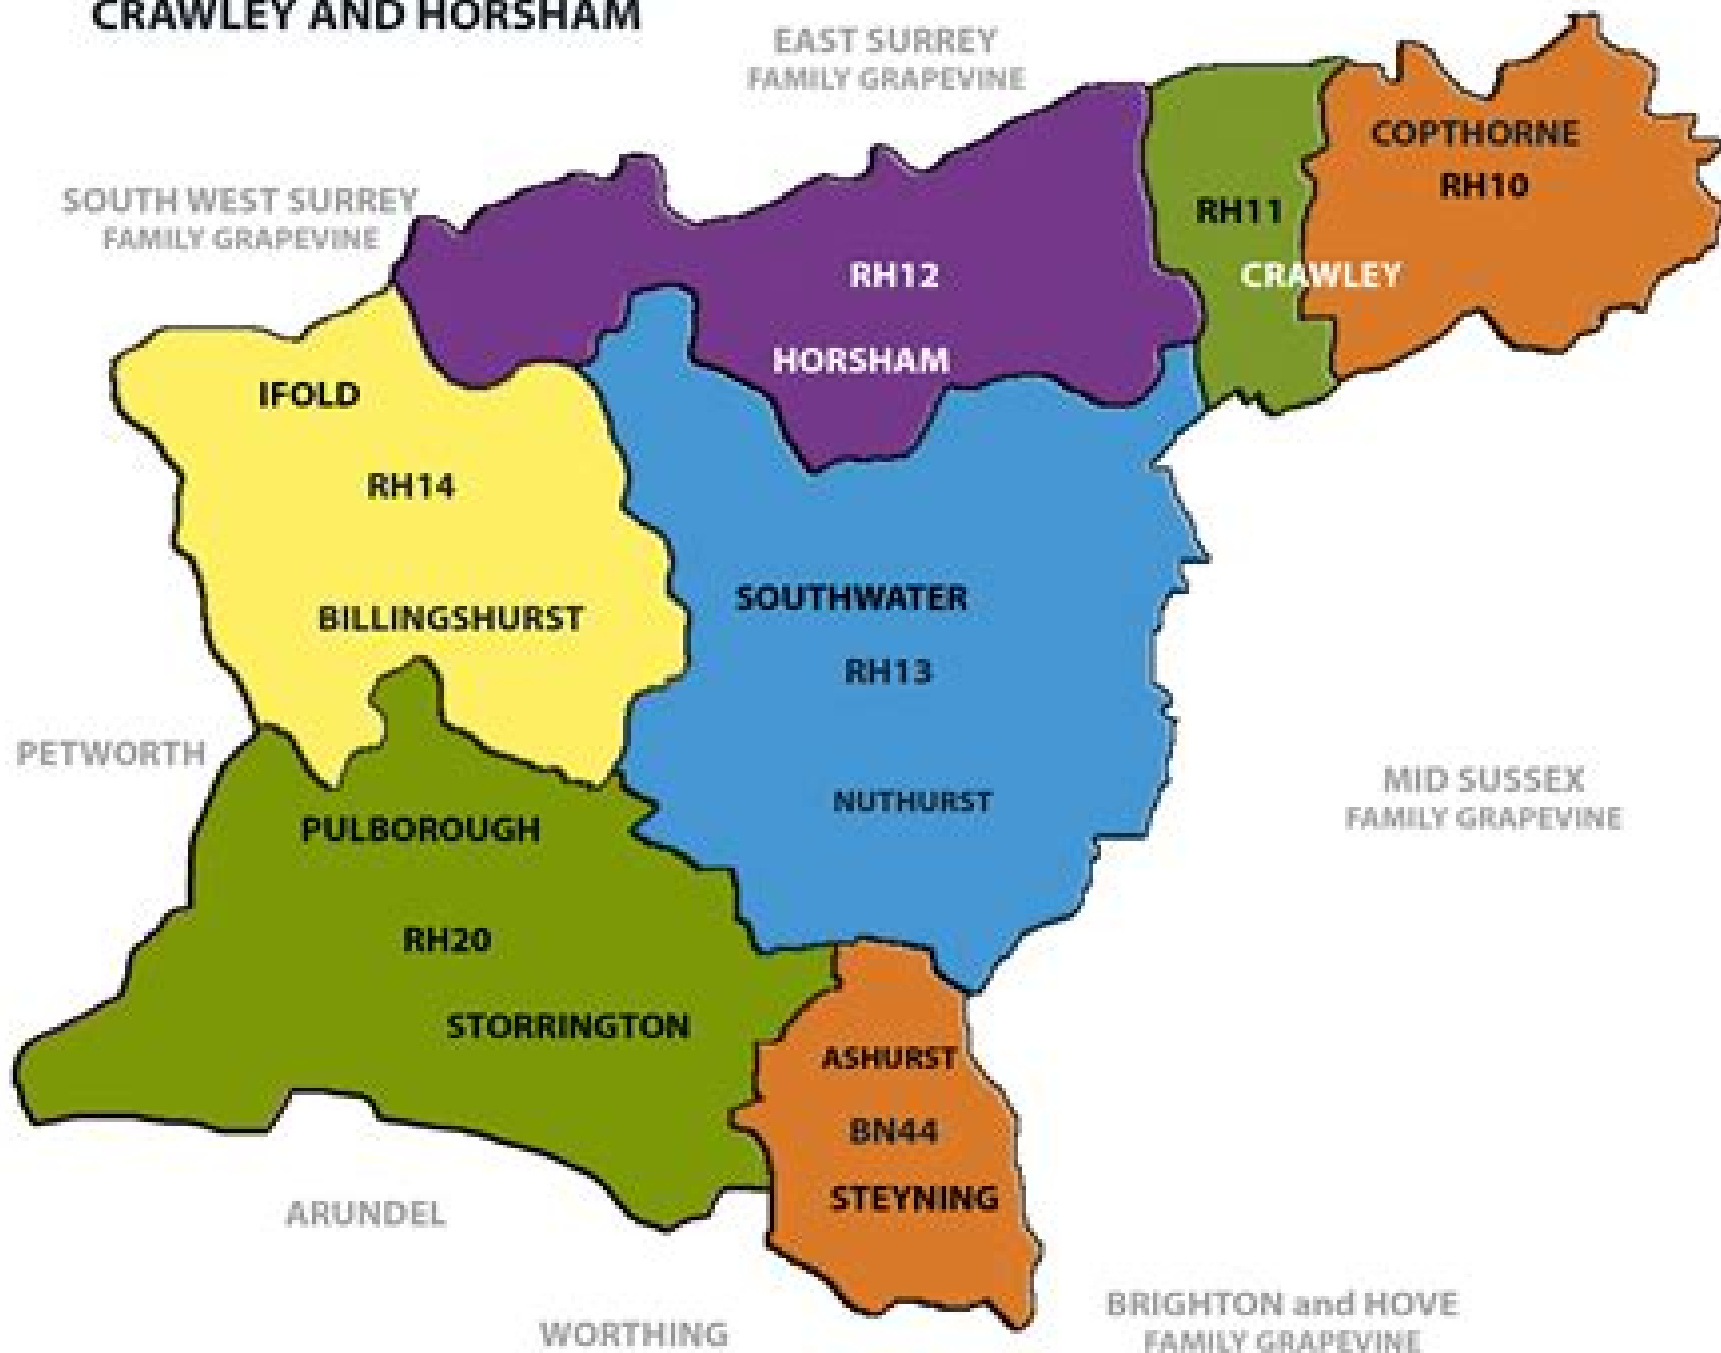 CRAWLEY AND HORSHAM
EAST SURREY
FAMILY GRAPEVINE
SOUTH WEST SURREY
FAMILY GRAPEVINE
COPTHORNE
RH10
RH11
CRAWLEY
RH12
HORSHAM
IFOLD
RH14
BILLINGSHURST
SOUTHWATER
RH13
NUTHURST
PETWORTH
MID SUSSEX
FAMILY GRAPEVINE
PULBOROUGH
RH20
STORRINGTON
ASHURST
BN44
STEYNING
ARUNDEL
WORTHING
BRIGHTON and HOVE
FAMILY GRAPEVINE